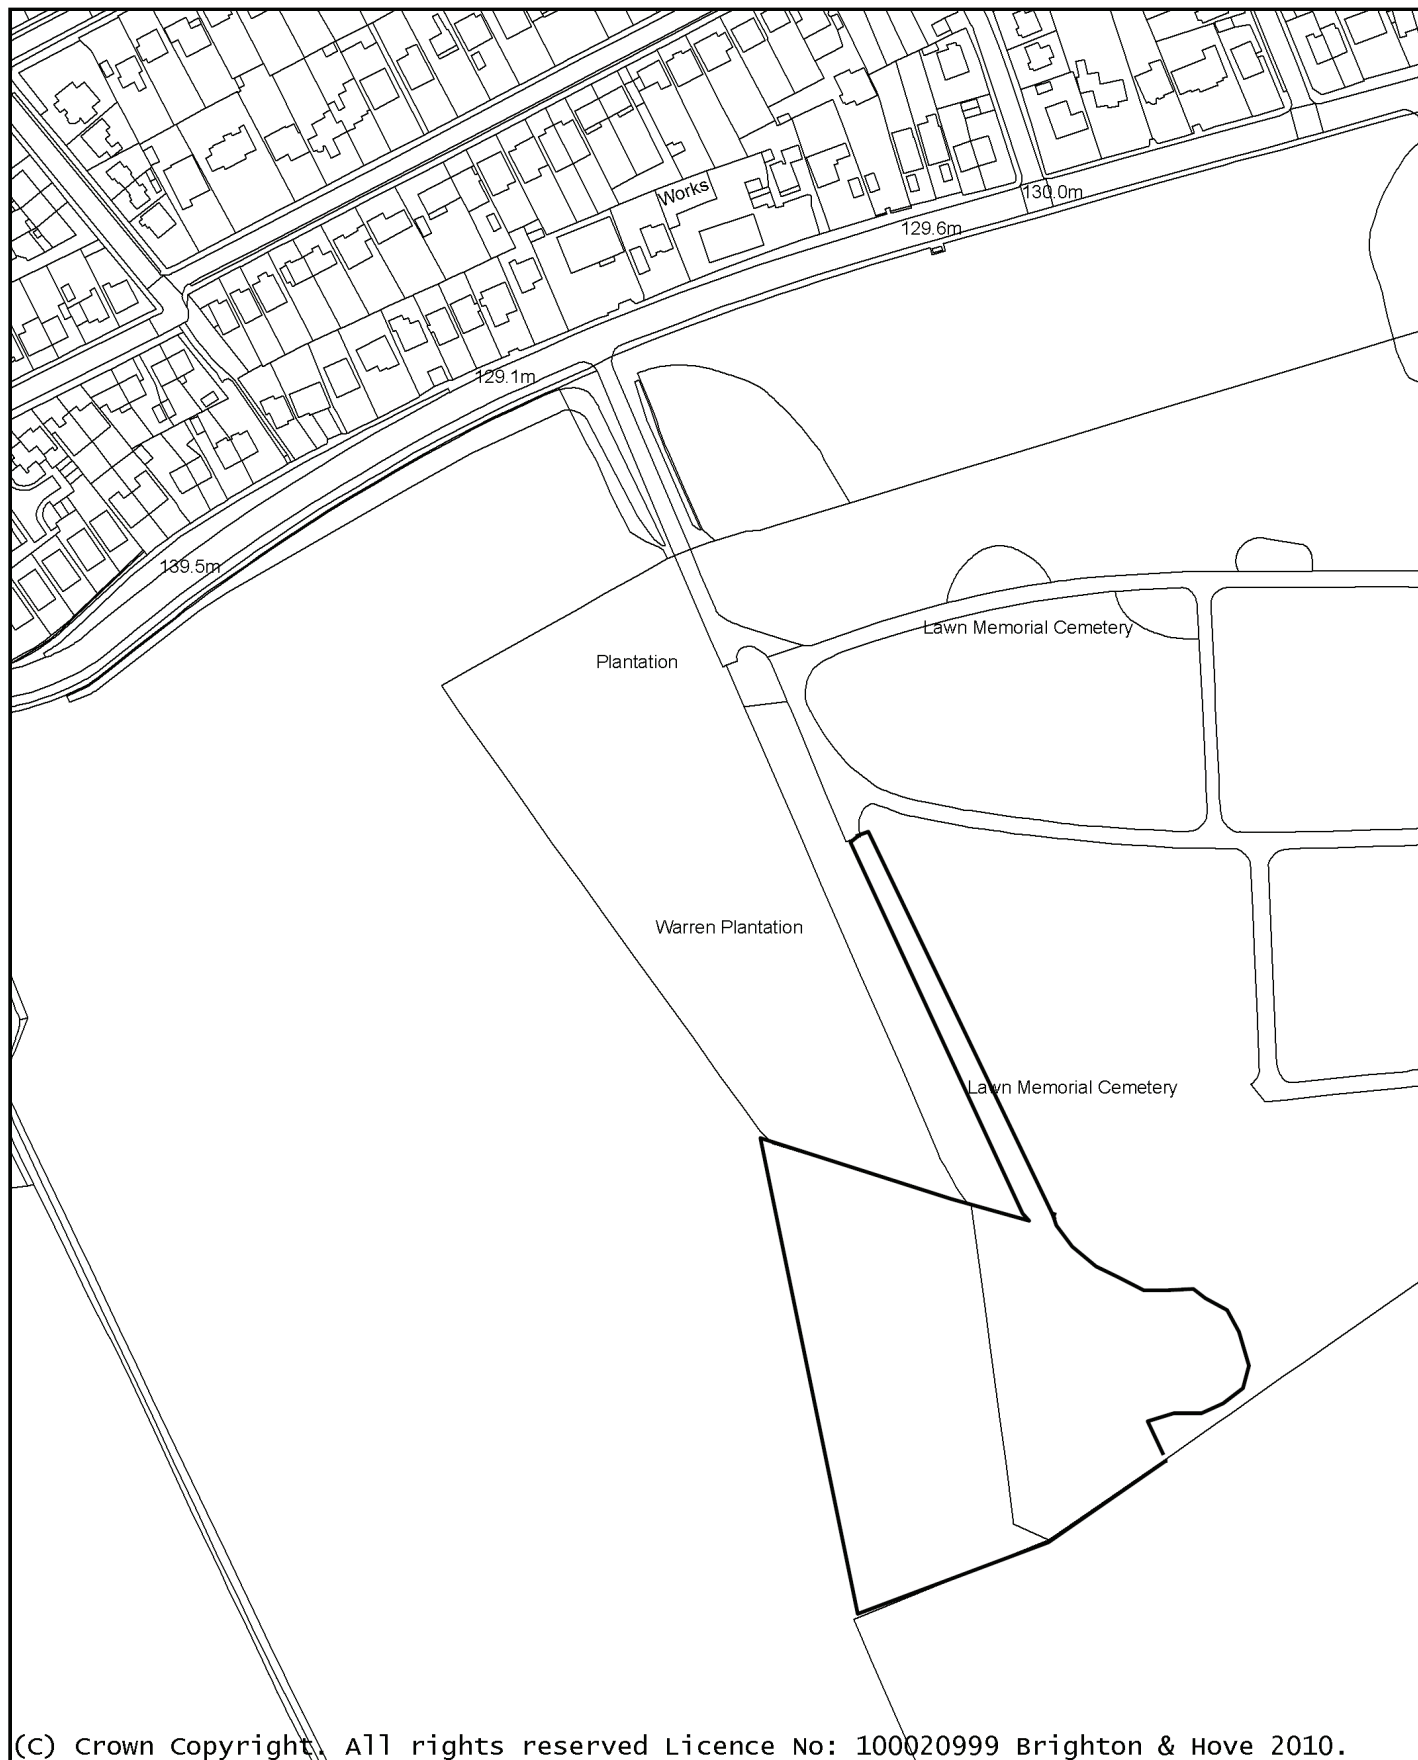 Works
130.0m
129.6m
129.1m
139.5m
Lawn Memorial Cemetery
Plantation
Warren Plantation
Lawn Memorial Cemetery
(C) Crown Copyright. All rights reserved Licence No: 100020999 Brighton & Hove 2010.